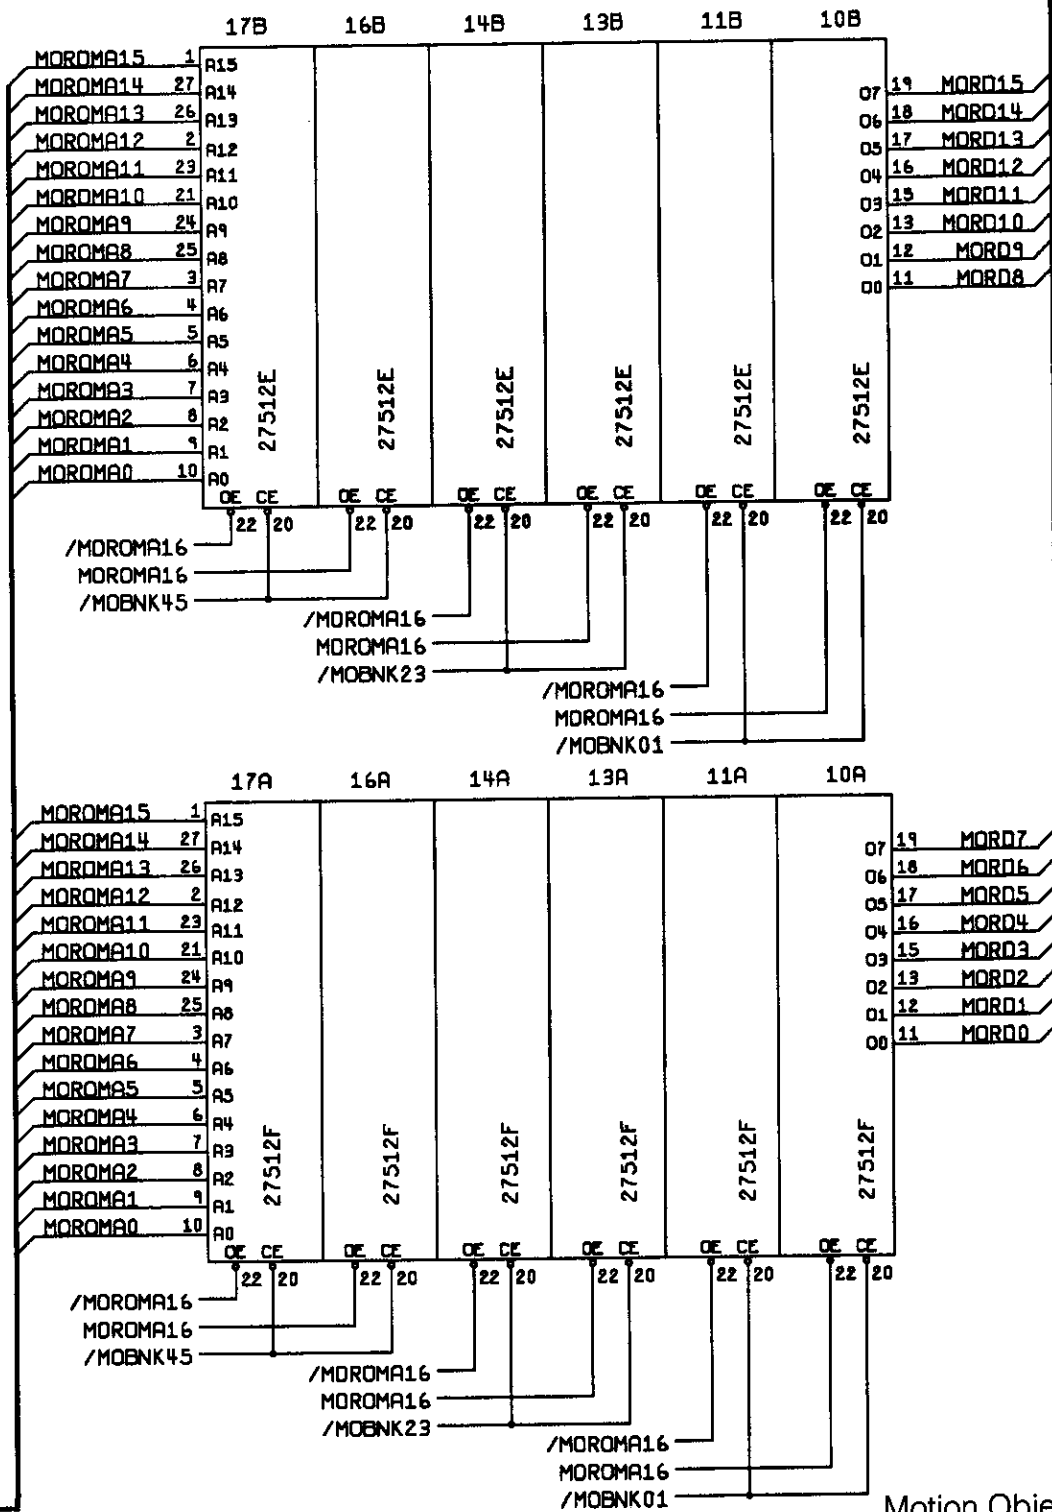 17B 16B 14B 13B 11B 10B
MOROMA15 1 A15
MOROMA14 27 A14
MOROMA13 26 A13
MOROMA12 2 A12
MOROMA11 23 A11
MOROMA10 21 A10
MOROMA9 24 A9
MOROMA8 25 A8
MOROMA7 3 A7
MOROMA6 4 A6
MOROMA5 5 A5
MOROMA4 6 A4
MOROMA3 7 A3
MOROMA2 8 A2
MOROMA1 9 A1
MOROMA0 10 A0
O7 19 MORD15
O6 18 MORD14
O5 17 MORD13
O4 16 MORD12
O3 15 MORD11
O2 13 MORD10
O1 12 MORD9
O0 11 MORD8
27512E 27512E 27512E 27512E 27512E 27512E
OE CE OE CE OE CE OE CE OE CE OE CE
22 20 22 20 22 20 22 20 22 20 22 20
/MOROMA16
MOROMA16
/MOBNK45
/MOROMA16
MOROMA16
/MOBNK23
/MOROMA16
MOROMA16
/MOBNK01
17A 16A 14A 13A 11A 10A
MOROMA15 1 A15
MOROMA14 27 A14
MOROMA13 26 A13
MOROMA12 2 A12
MOROMA11 23 A11
MOROMA10 21 A10
MOROMA9 24 A9
MOROMA8 25 A8
MOROMA7 3 A7
MOROMA6 4 A6
MOROMA5 5 A5
MOROMA4 6 A4
MOROMA3 7 A3
MOROMA2 8 A2
MOROMA1 9 A1
MOROMA0 10 A0
O7 19 MORD7
O6 18 MORD6
O5 17 MORD5
O4 16 MORD4
O3 15 MORD3
O2 13 MORD2
O1 12 MORD1
O0 11 MORD0
27512F 27512F 27512F 27512F 27512F 27512F
OE CE OE CE OE CE OE CE OE CE OE CE
22 20 22 20 22 20 22 20 22 20 22 20
/MOROMA16
MOROMA16
/MOBNK45
/MOROMA16
MOROMA16
/MOBNK23
/MOROMA16
MOROMA16
/MOBNK01
Motion Obje